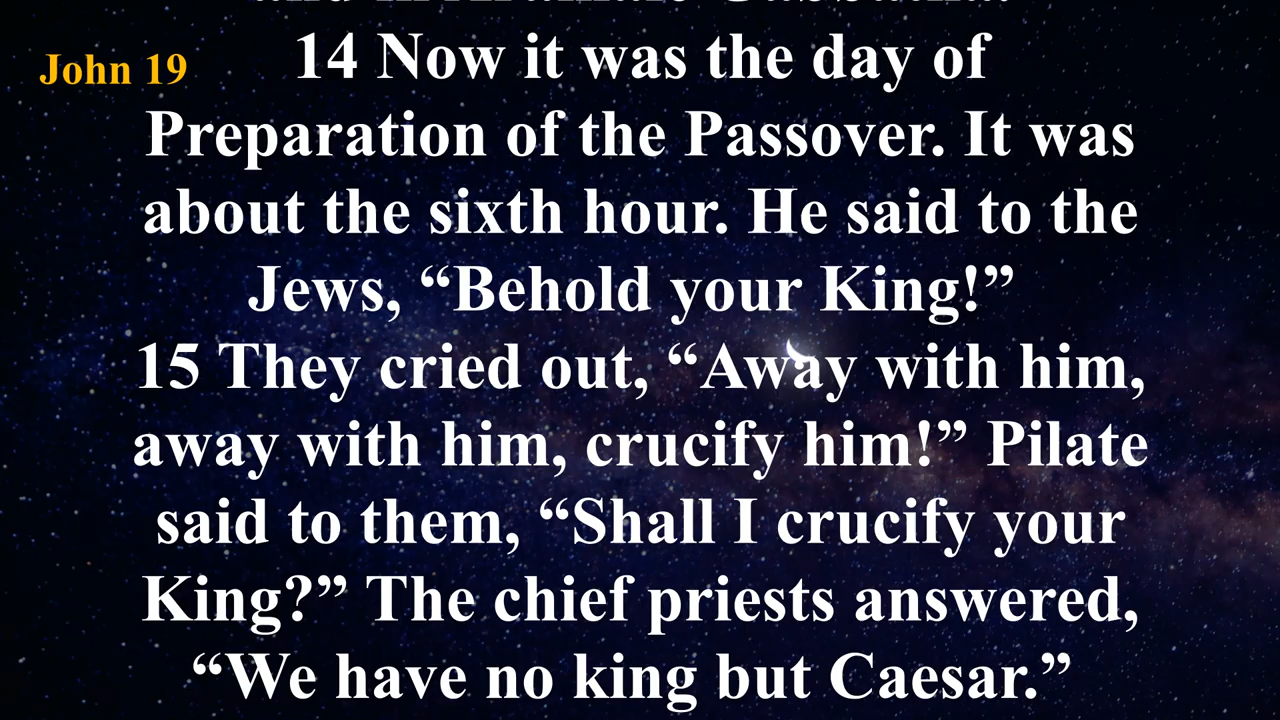 John 19
14 Now it was the day of
Preparation of the Passover. It was
about the sixth hour. He said to the
Jews, “Behold your King!”
15 They cried out, “Away with him,
away with him, crucify him!” Pilate
said to them, “Shall I crucify your
King?” The chief priests answered,
“We have no king but Caesar.”